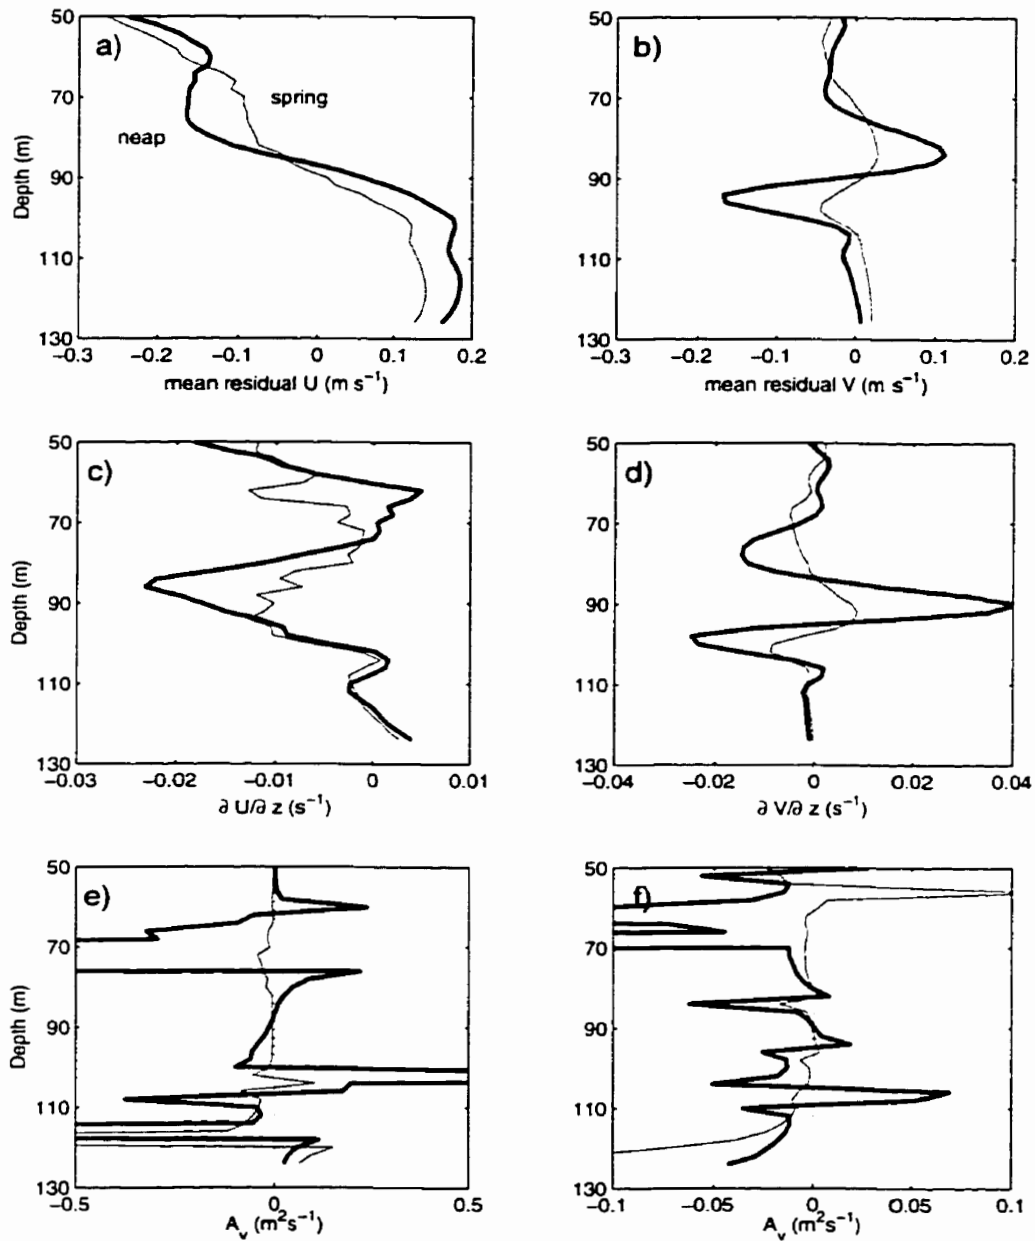 a)
50
70
90
110
130
Depth (m)
spring
neap
−0.3 −0.2 −0.1 0 0.1 0.2
mean residual U (m s⁻¹)
b)
50
70
90
110
130
−0.3 −0.2 −0.1 0 0.1 0.2
mean residual V (m s⁻¹)
c)
50
70
90
110
130
Depth (m)
−0.03 −0.02 −0.01 0 0.01
∂ U/∂ z (s⁻¹)
d)
50
70
90
110
130
−0.04 −0.02 0 0.02 0.04
∂ V/∂ z (s⁻¹)
e)
50
70
90
110
130
Depth (m)
−0.5 0 0.5
Aᵥ (m²s⁻¹)
f)
50
70
90
110
130
−0.1 −0.05 0 0.05 0.1
Aᵥ (m²s⁻¹)